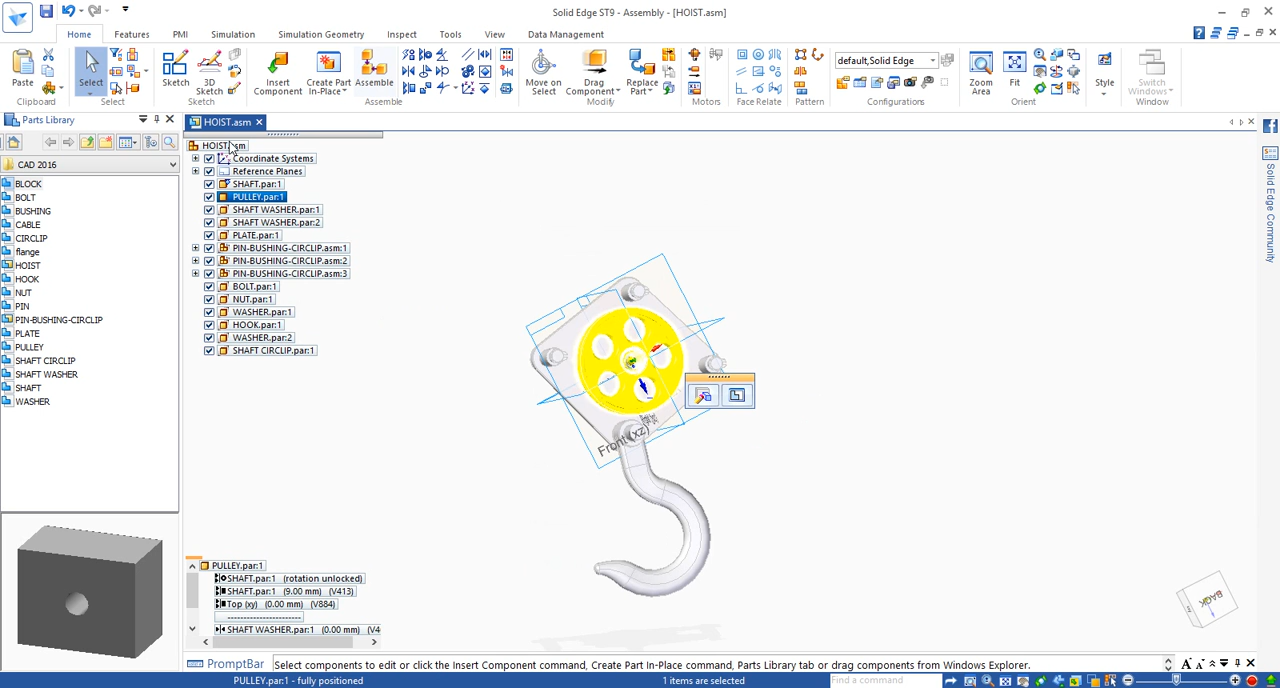 Solid Edge ST9 - Assembly - [HOIST.asm]
Home Features PMI Simulation Simulation Geometry Inspect Tools View Data Management
Paste
Clipboard
Select
Select
Sketch
3D Sketch
Sketch
Insert Component
Create Part In-Place
Assemble
Assemble
Move on Select
Drag Component
Replace Part
Modify
Motors
Face Relate
Pattern
default,Solid Edge
Configurations
Zoom Area
Fit
Orient
Style
Switch Windows
Window
Parts Library
HOIST.asm
CAD 2016
BLOCK
BOLT
BUSHING
CABLE
CIRCLIP
flange
HOIST
HOOK
NUT
PIN
PIN-BUSHING-CIRCLIP
PLATE
PULLEY
SHAFT CIRCLIP
SHAFT WASHER
SHAFT
WASHER
HOIST.asm
Coordinate Systems
Reference Planes
SHAFT.par:1
PULLEY.par:1
SHAFT WASHER.par:1
SHAFT WASHER.par:2
PLATE.par:1
PIN-BUSHING-CIRCLIP.asm:1
PIN-BUSHING-CIRCLIP.asm:2
PIN-BUSHING-CIRCLIP.asm:3
BOLT.par:1
NUT.par:1
WASHER.par:1
HOOK.par:1
WASHER.par:2
SHAFT CIRCLIP.par:1
Front (xz)
BACK
Solid Edge Community
PULLEY.par:1
SHAFT.par:1 (rotation unlocked)
SHAFT.par:1 (9.00 mm) (V413)
Top (xy) (0.00 mm) (V884)
SHAFT WASHER.par:1 (0.00 mm) (V4
PromptBar
Select components to edit or click the Insert Component command, Create Part In-Place command, Parts Library tab or drag components from Windows Explorer.
PULLEY.par:1 - fully positioned
1 items are selected
Find a command